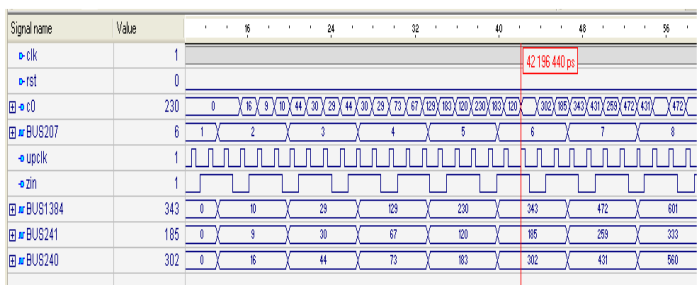 Signal name Value 16 24 32 40 48 56
42 196 440 ps
clk 1
rst 0
c0 230 0 16 9 10 44 30 29 44 30 29 73 67 129 183 120 230 183 120 302 185 343 431 259 472 431 472
BUS207 6 1 2 3 4 5 6 7 8
upclk 1
zin 1
BUS1384 343 0 10 29 129 230 343 472 601
BUS241 185 0 9 30 67 120 185 259 333
BUS240 302 0 16 44 73 183 302 431 560